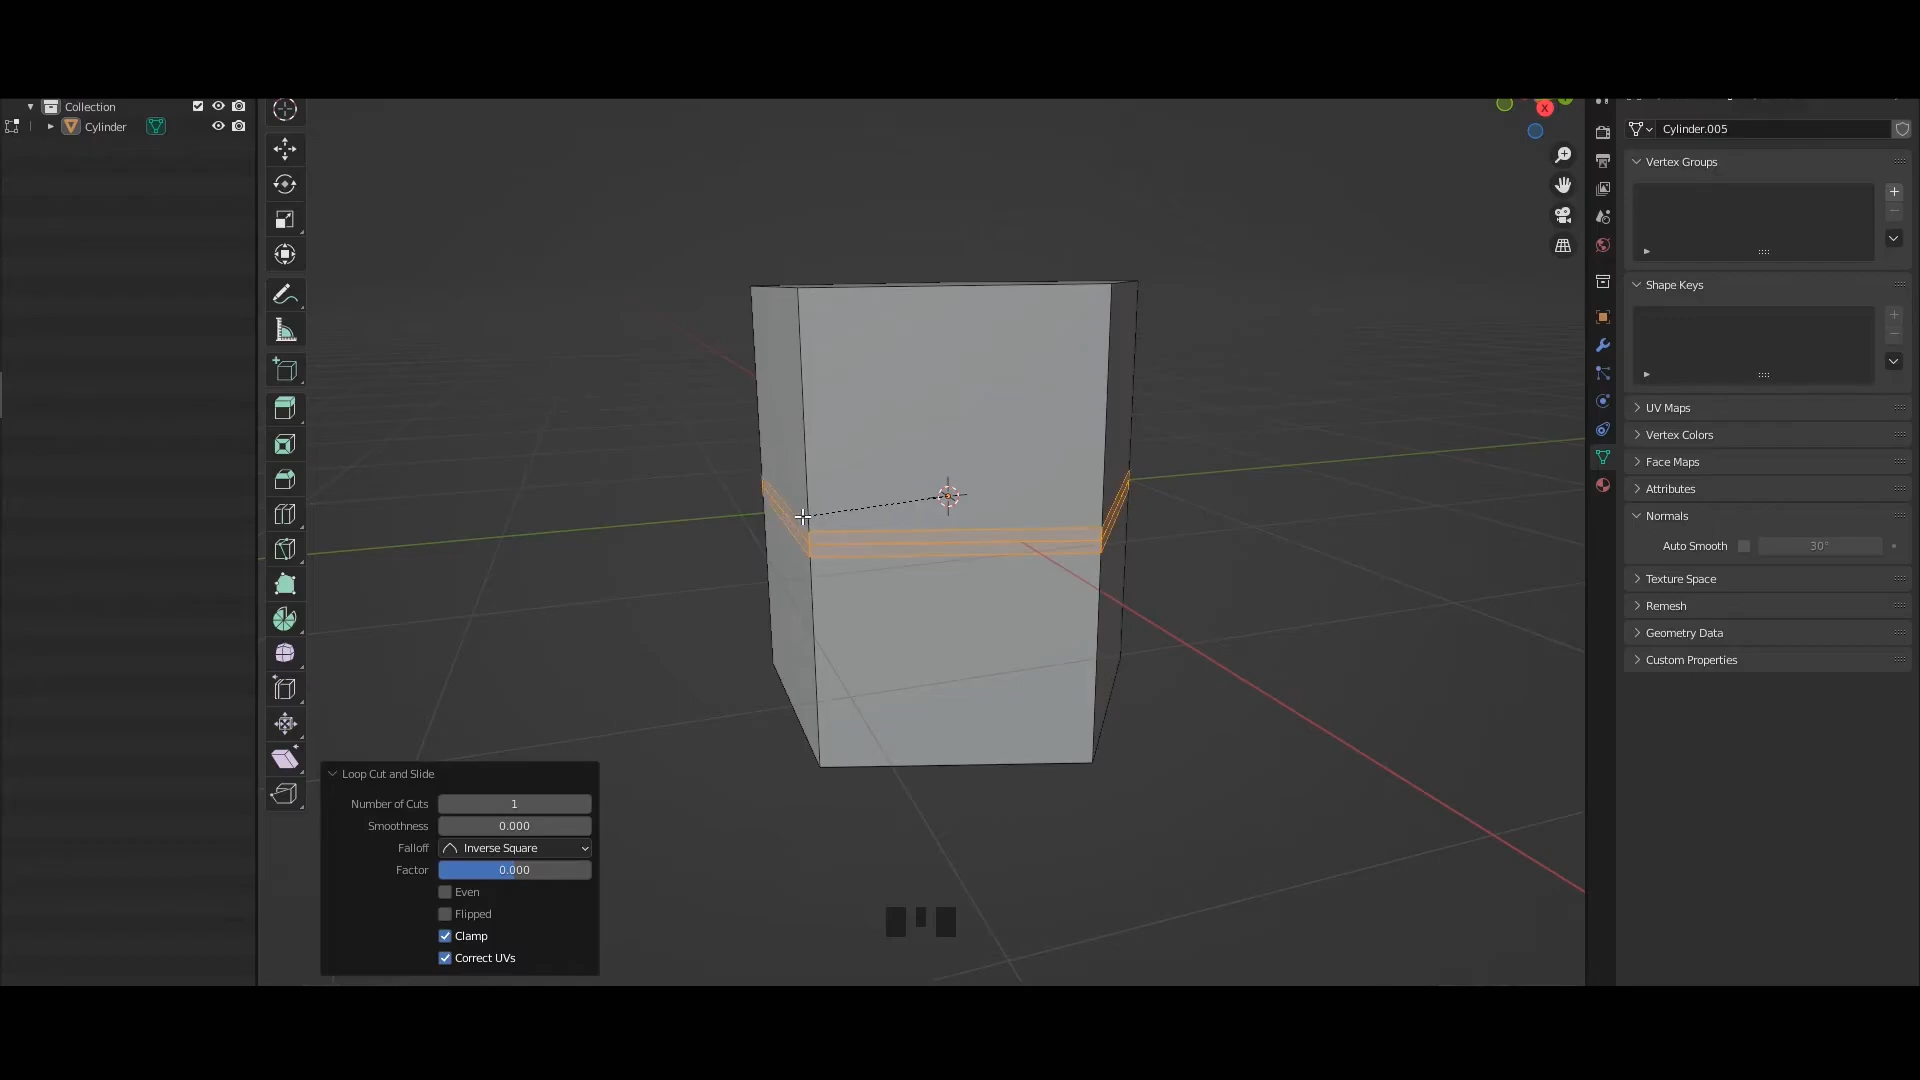 Collection
Cylinder
X
Cylinder.005
Vertex Groups
Shape Keys
UV Maps
Vertex Colors
Face Maps
Attributes
Normals
Auto Smooth 30°
Texture Space
Remesh
Geometry Data
Custom Properties
Loop Cut and Slide
Number of Cuts 1
Smoothness 0.000
Falloff Inverse Square
Factor 0.000
Even
Flipped
Clamp
Correct UVs